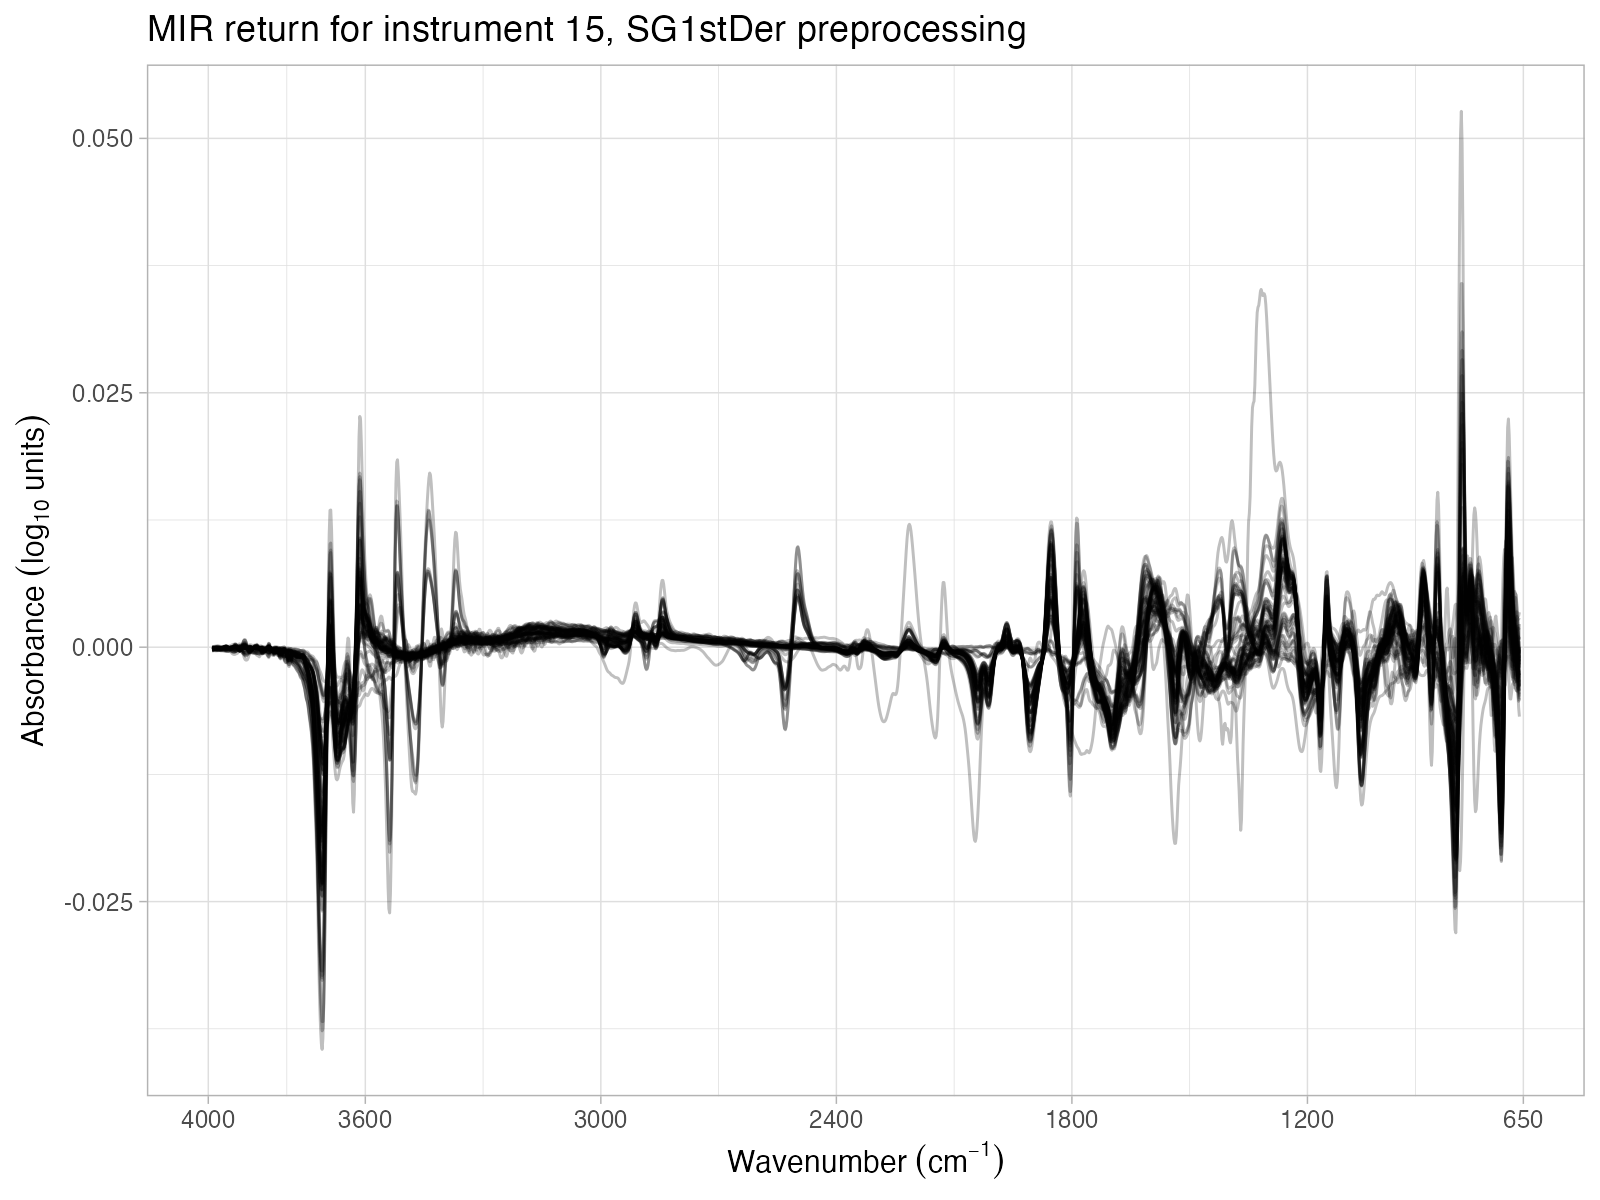 MIR return for instrument 15, SG1stDer preprocessing
Absorbance (log₁₀ units)
0.050
0.025
0.000
-0.025
4000 3600 3000 2400 1800 1200 650
Wavenumber (cm⁻¹)